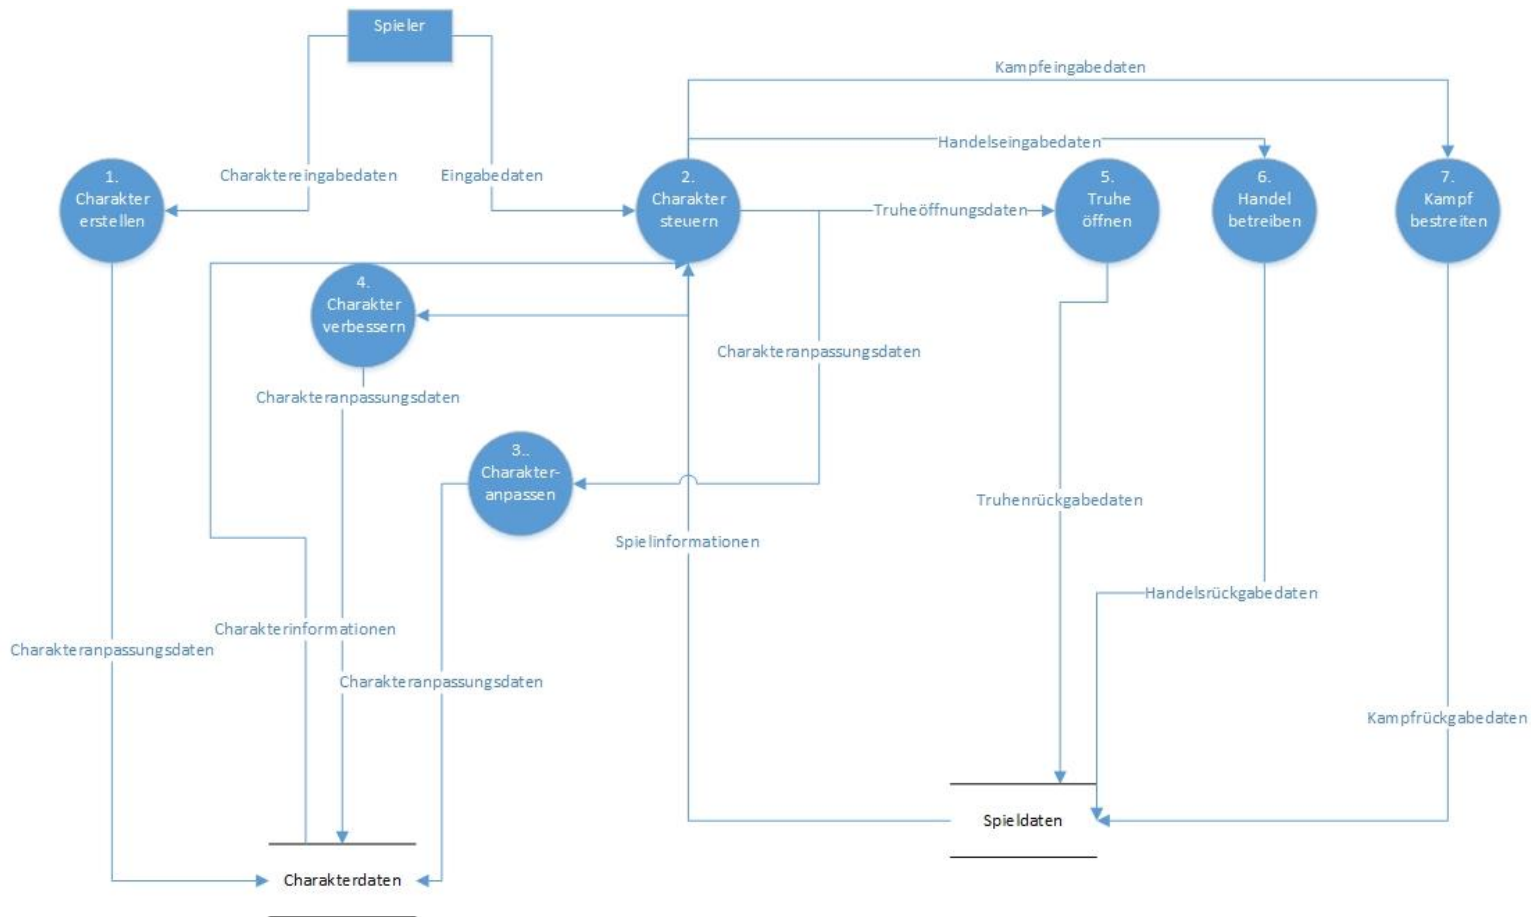 Spieler
Kampfeingabedaten
Handelseingabedaten
1.
Charakter
erstellen
Charaktereingabedaten
Eingabedaten
2.
Charakter
steuern
Truheöffnungsdaten
5.
Truhe
öffnen
6.
Handel
betreiben
7.
Kampf
bestreiten
4.
Charakter
verbessern
Charakteranpassungsdaten
Charakteranpassungsdaten
3..
Charakter-
anpassen
Truhenrückgabedaten
Spielinformationen
Handelsrückgabedaten
Charakterinformationen
Charakteranpassungsdaten
Charakteranpassungsdaten
Kampfrückgabedaten
Spieldaten
Charakterdaten